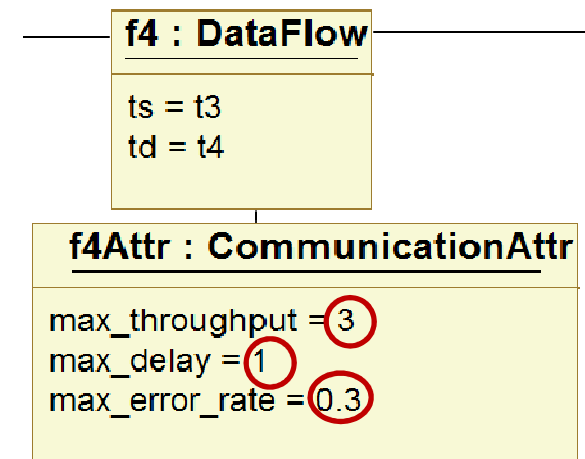 f4 : DataFlow
ts = t3
td = t4
f4Attr : CommunicationAttr
max_throughput = 3
max_delay = 1
max_error_rate = 0.3